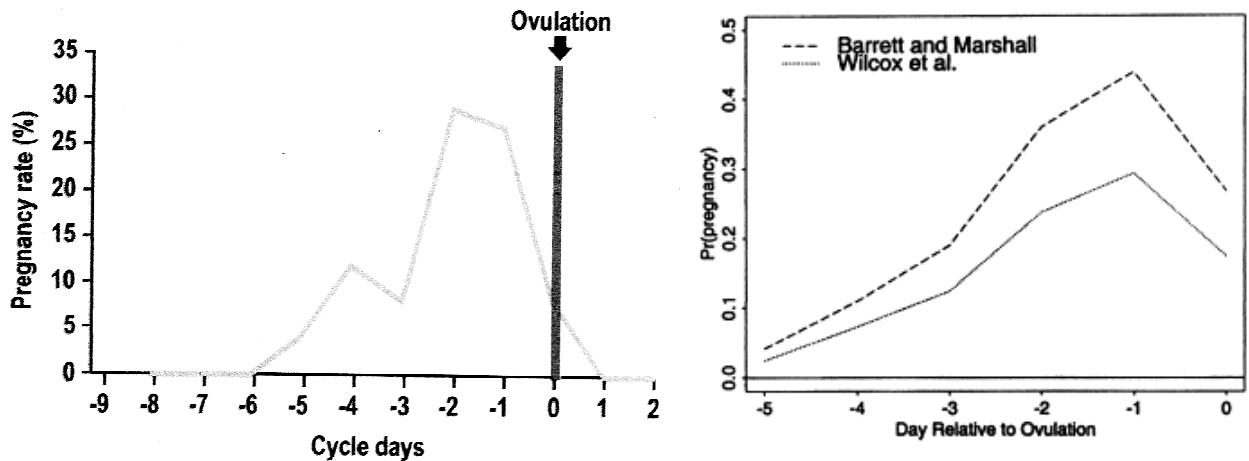 Ovulation
35
30
25
20
15
10
5
0
Pregnancy rate (%)
-9 -8 -7 -6 -5 -4 -3 -2 -1 0 1 2
Cycle days
Barrett and Marshall
Wilcox et al.
0.5
0.4
0.3
0.2
0.1
0.0
Pr(pregnancy)
-5 -4 -3 -2 -1 0
Day Relative to Ovulation